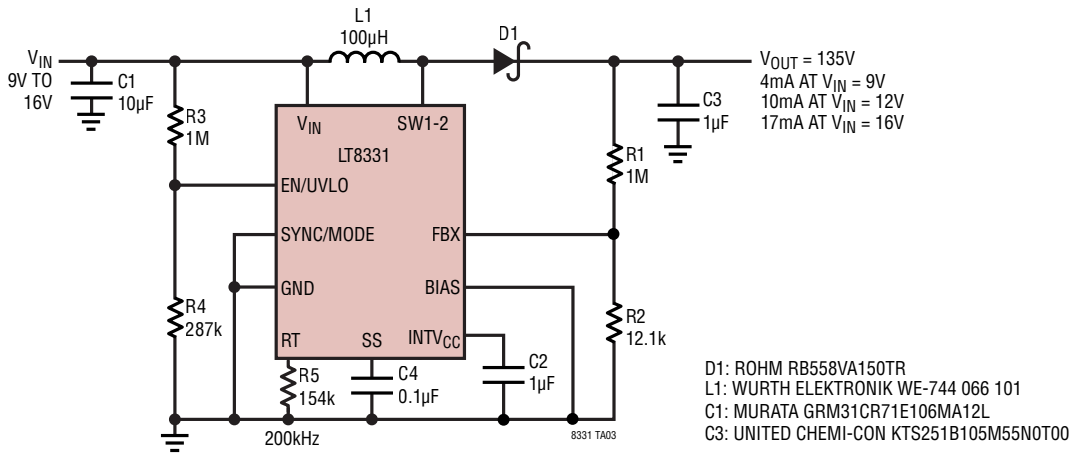 L1
100µH
D1
VIN
9V TO
16V
C1
10µF
R3
1M
VIN
SW1-2
LT8331
EN/UVLO
SYNC/MODE
FBX
GND
BIAS
RT
SS
INTVCC
R4
287k
R5
154k
C4
0.1µF
C2
1µF
200kHz
8331 TA03
R1
1M
R2
12.1k
C3
1µF
VOUT = 135V
4mA AT VIN = 9V
10mA AT VIN = 12V
17mA AT VIN = 16V
D1: ROHM RB558VA150TR
L1: WURTH ELEKTRONIK WE-744 066 101
C1: MURATA GRM31CR71E106MA12L
C3: UNITED CHEMI-CON KTS251B105M55N0T00